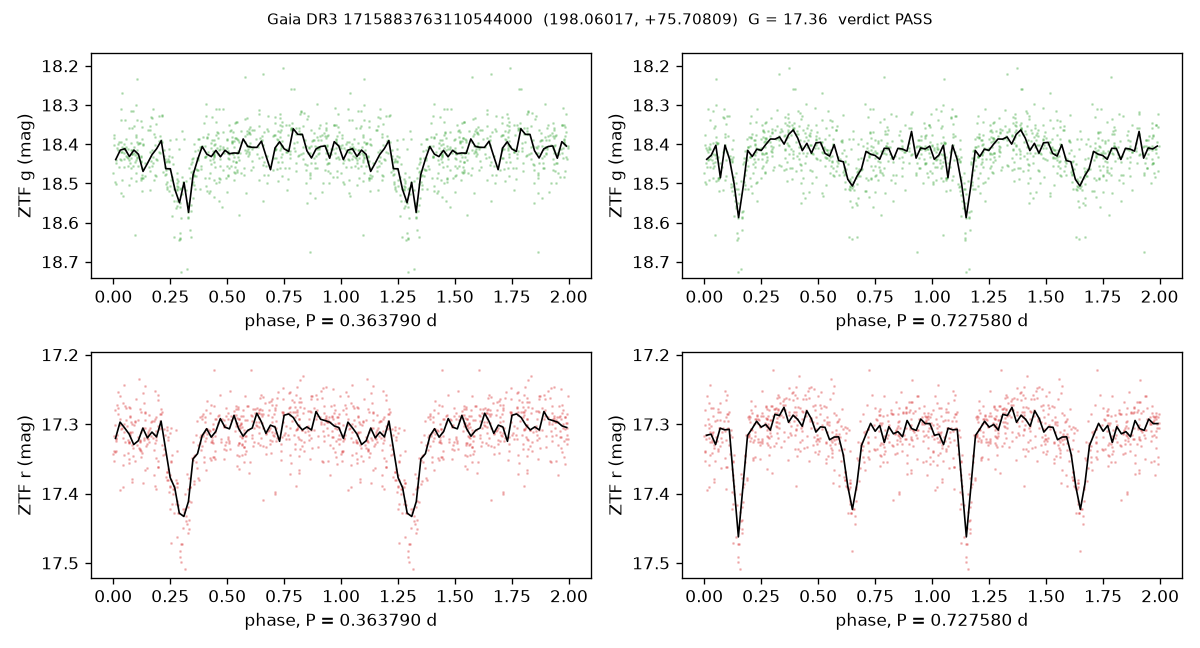 Gaia DR3 1715883763110544000 (198.06017, +75.70809) G = 17.36 verdict PASS
ZTF g (mag)
18.2
18.3
18.4
18.5
18.6
18.7
0.00 0.25 0.50 0.75 1.00 1.25 1.50 1.75 2.00
phase, P = 0.363790 d
ZTF g (mag)
18.2
18.3
18.4
18.5
18.6
18.7
0.00 0.25 0.50 0.75 1.00 1.25 1.50 1.75 2.00
phase, P = 0.727580 d
ZTF r (mag)
17.2
17.3
17.4
17.5
0.00 0.25 0.50 0.75 1.00 1.25 1.50 1.75 2.00
phase, P = 0.363790 d
ZTF r (mag)
17.2
17.3
17.4
17.5
0.00 0.25 0.50 0.75 1.00 1.25 1.50 1.75 2.00
phase, P = 0.727580 d